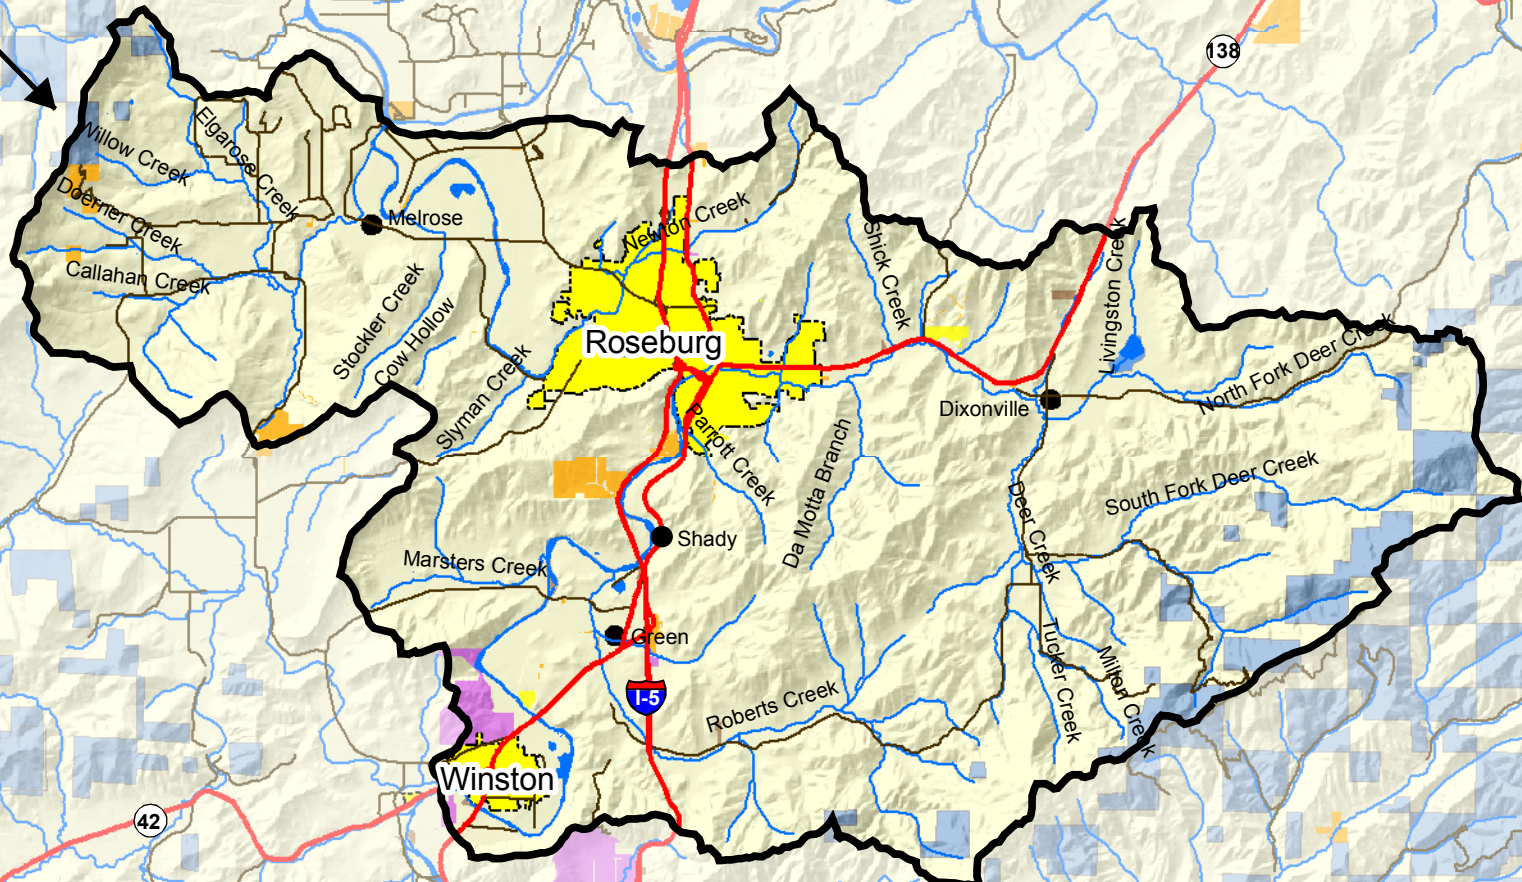 138
Willow Creek
Elgarose Creek
Doerner Creek
Melrose
Newton Creek
Callahan Creek
Shick Creek
Livingston Creek
Stockler Creek
Cow Hollow
Roseburg
Slyman Creek
North Fork Deer Creek
Dixonville
Parrott Creek
Da Motta Branch
South Fork Deer Creek
Deer Creek
Shady
Marsters Creek
Green
Tucker Creek
Milton Creek
I-5
Roberts Creek
Winston
42